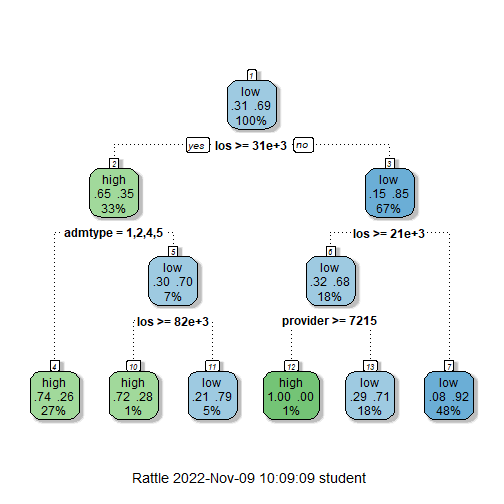 1
low
.31 .69
100%
yes los >= 31e+3 no
2
high
.65 .35
33%
3
low
.15 .85
67%
admtype = 1,2,4,5
los >= 21e+3
5
low
.30 .70
7%
6
low
.32 .68
18%
los >= 82e+3
provider >= 7215
4
high
.74 .26
27%
10
high
.72 .28
1%
11
low
.21 .79
5%
12
high
1.00 .00
1%
13
low
.29 .71
18%
7
low
.08 .92
48%
Rattle 2022-Nov-09 10:09:09 student